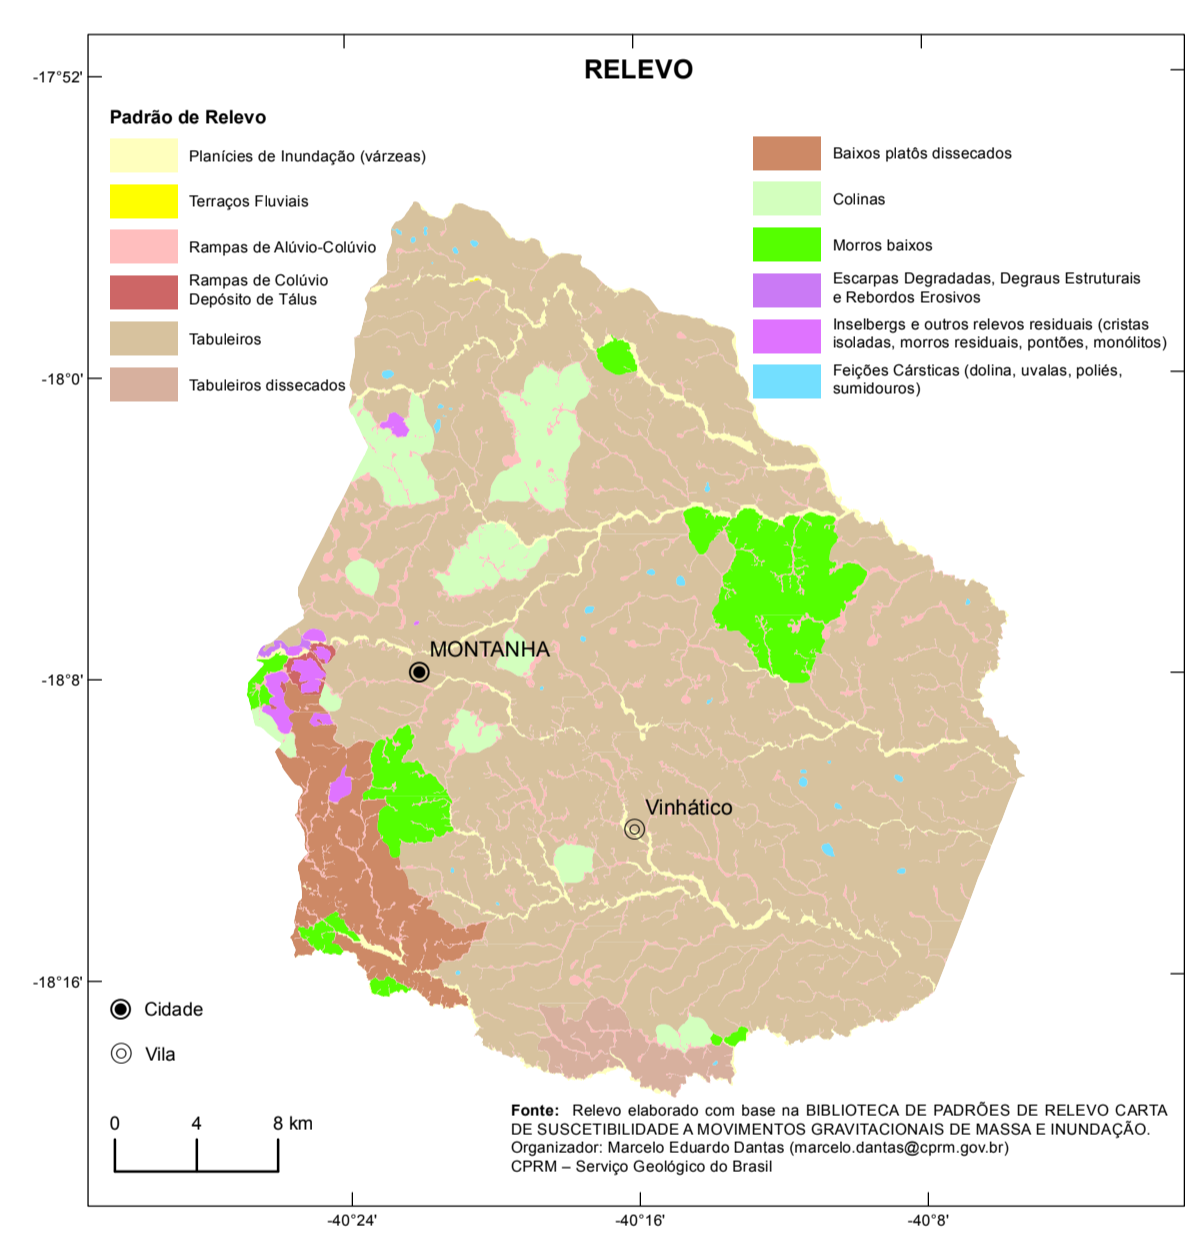 RELEVO
-17°52'
-18°0'
-18°8'
-18°16'
Padrão de Relevo
Planícies de Inundação (várzeas)
Terraços Fluviais
Rampas de Alúvio-Colúvio
Rampas de Colúvio
Depósito de Tálus
Tabuleiros
Tabuleiros dissecados
Baixos platôs dissecados
Colinas
Morros baixos
Escarpas Degradadas, Degraus Estruturais
e Rebordos Erosivos
Inselbergs e outros relevos residuais (cristas
isoladas, morros residuais, pontões, monólitos)
Feições Cársticas (dolina, uvalas, poliés,
sumidouros)
MONTANHA
Vinhático
Cidade
Vila
0 4 8 km
Fonte: Relevo elaborado com base na BIBLIOTECA DE PADRÕES DE RELEVO CARTA
DE SUSCETIBILIDADE A MOVIMENTOS GRAVITACIONAIS DE MASSA E INUNDAÇÃO.
Organizador: Marcelo Eduardo Dantas (marcelo.dantas@cprm.gov.br)
CPRM – Serviço Geológico do Brasil
-40°24' -40°16' -40°8'